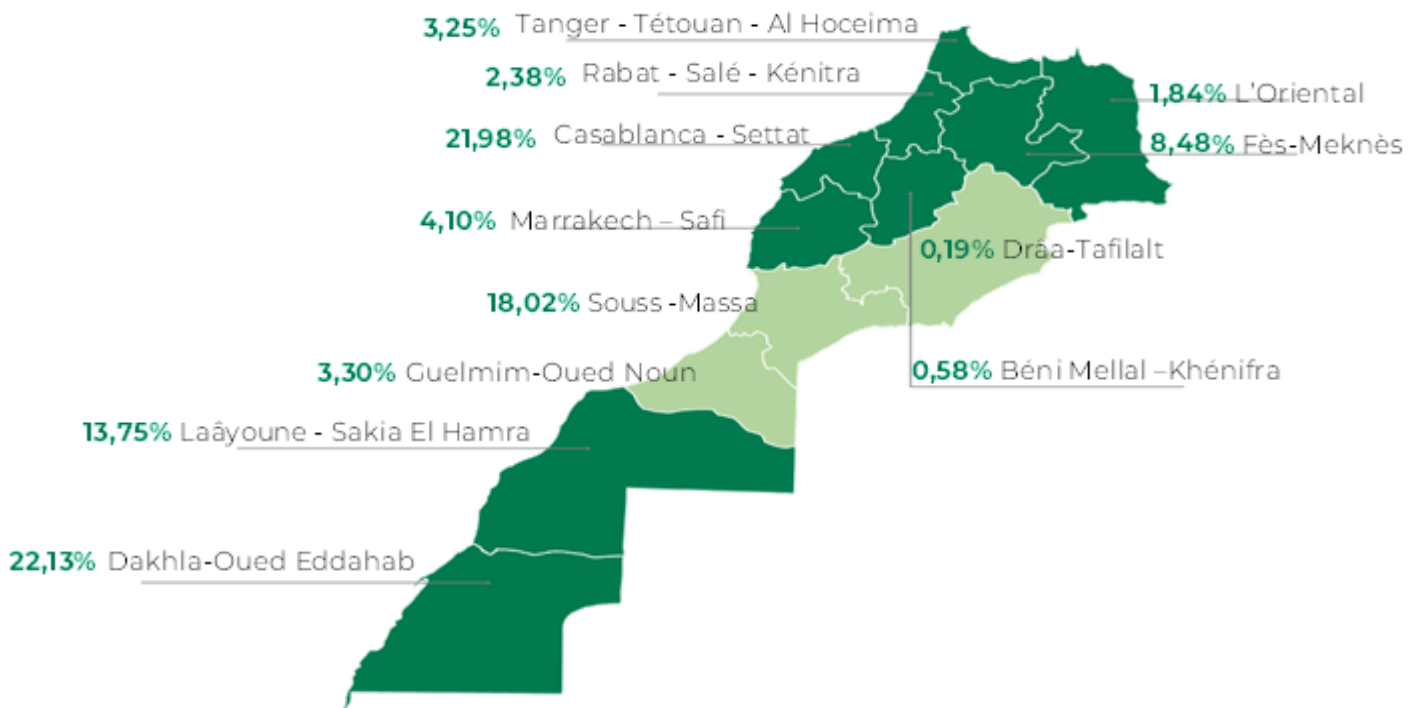 3,25% Tanger - Tétouan - Al Hoceima
2,38% Rabat - Salé - Kénitra
1,84% L'Oriental
21,98% Casablanca - Settat
8,48% Fès-Meknès
4,10% Marrakech – Safi
0,19% Drâa-Tafilalt
18,02% Souss -Massa
3,30% Guelmim-Oued Noun
0,58% Béni Mellal –Khénifra
13,75% Laâyoune - Sakia El Hamra
22,13% Dakhla-Oued Eddahab